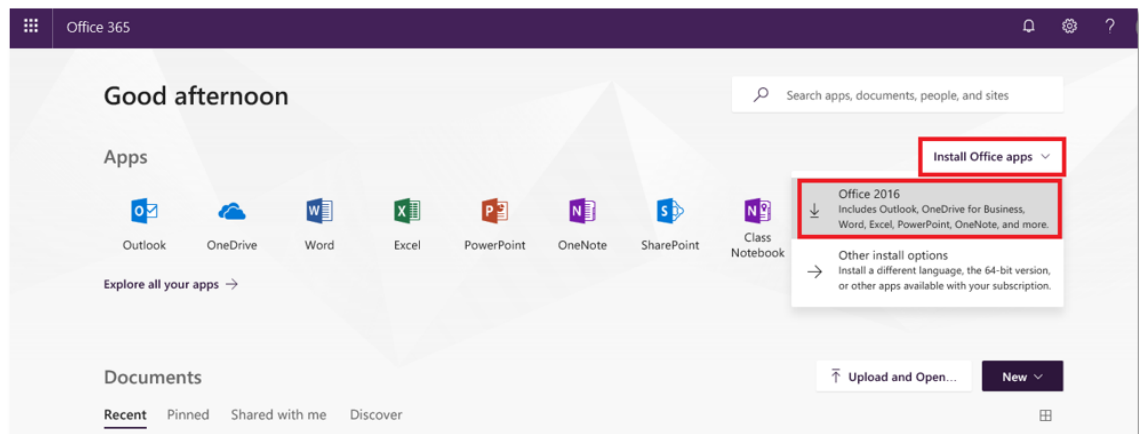 Office 365
?
Good afternoon
Search apps, documents, people, and sites
Apps
Install Office apps
Office 2016
Includes Outlook, OneDrive for Business,
Word, Excel, PowerPoint, OneNote, and more.
Outlook
OneDrive
Word
Excel
PowerPoint
OneNote
SharePoint
Class
Notebook
Other install options
Install a different language, the 64-bit version,
or other apps available with your subscription.
Explore all your apps →
Documents
Upload and Open...
New
Recent Pinned Shared with me Discover